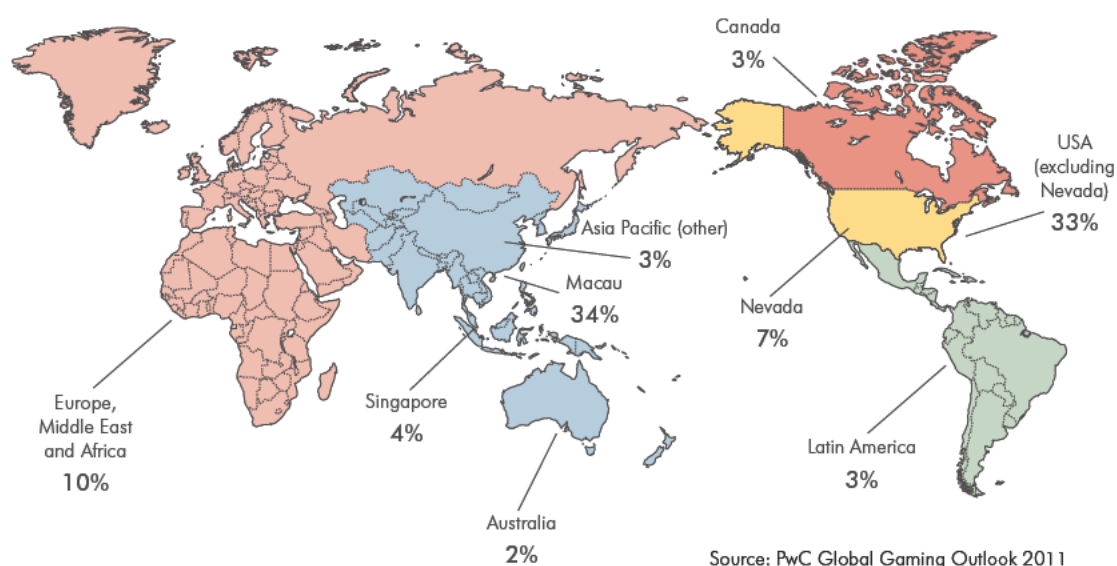 Canada
3%
USA
(excluding
Nevada)
33%
Asia Pacific (other)
3%
Macau
34%
Nevada
7%
Europe,
Middle East
and Africa
10%
Singapore
4%
Latin America
3%
Australia
2%
Source: PwC Global Gaming Outlook 2011